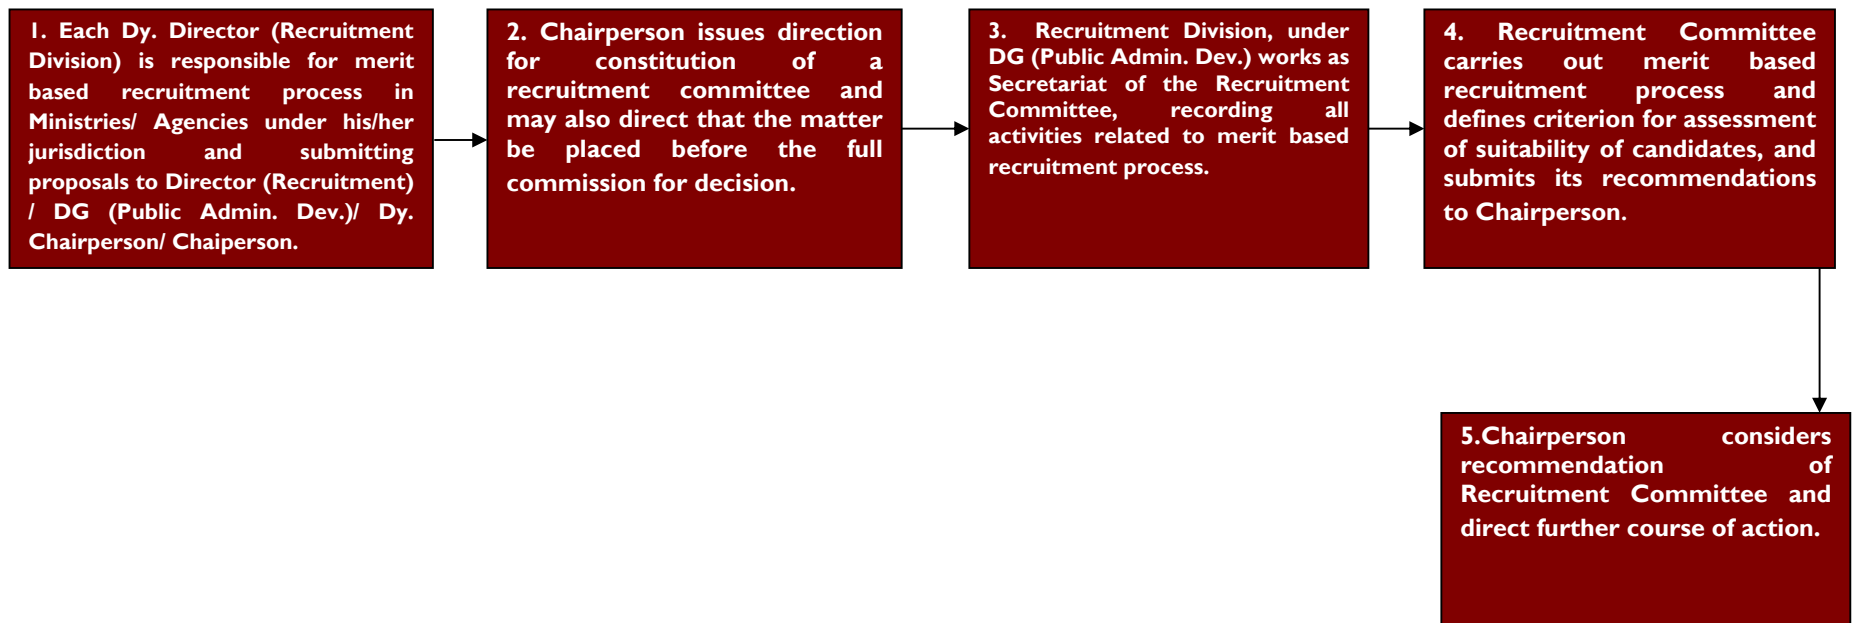 1. Each Dy. Director (Recruitment
Division) is responsible for merit
based recruitment process in
Ministries/ Agencies under his/her
jurisdiction and submitting
proposals to Director (Recruitment)
/ DG (Public Admin. Dev.)/ Dy.
Chairperson/ Chaiperson.
2. Chairperson issues direction
for constitution of a
recruitment committee and
may also direct that the matter
be placed before the full
commission for decision.
3. Recruitment Division, under
DG (Public Admin. Dev.) works as
Secretariat of the Recruitment
Committee, recording all
activities related to merit based
recruitment process.
4. Recruitment Committee
carries out merit based
recruitment process and
defines criterion for assessment
of suitability of candidates, and
submits its recommendations
to Chairperson.
5.Chairperson considers
recommendation of
Recruitment Committee and
direct further course of action.